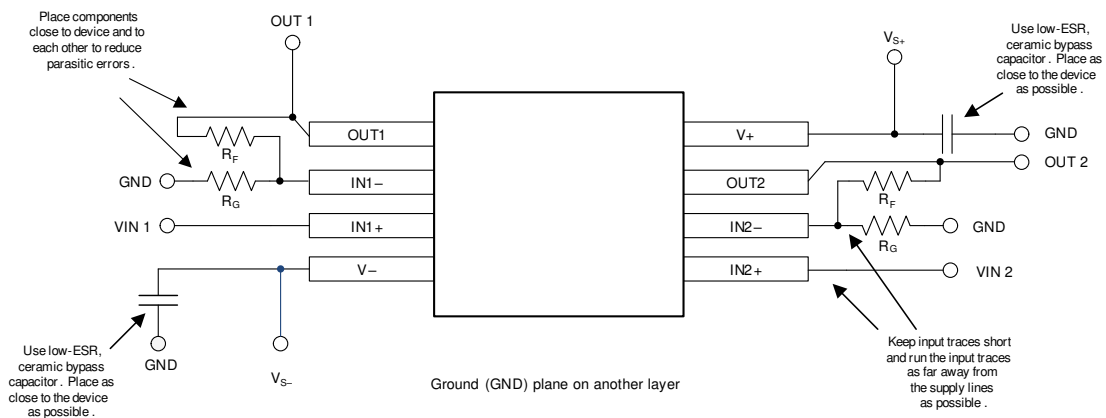 Place components
close to device and to
each other to reduce
parasitic errors .
OUT 1
V_S+
Use low-ESR,
ceramic bypass
capacitor . Place as
close to the device
as possible .
OUT1
V+
GND
R_F
OUT 2
GND
IN1−
OUT2
R_F
R_G
VIN 1
IN1+
IN2−
GND
R_G
V−
IN2+
VIN 2
Use low-ESR,
ceramic bypass
capacitor . Place as
close to the device
as possible .
GND
V_S−
Ground (GND) plane on another layer
Keep input traces short
and run the input traces
as far away from
the supply lines
as possible .